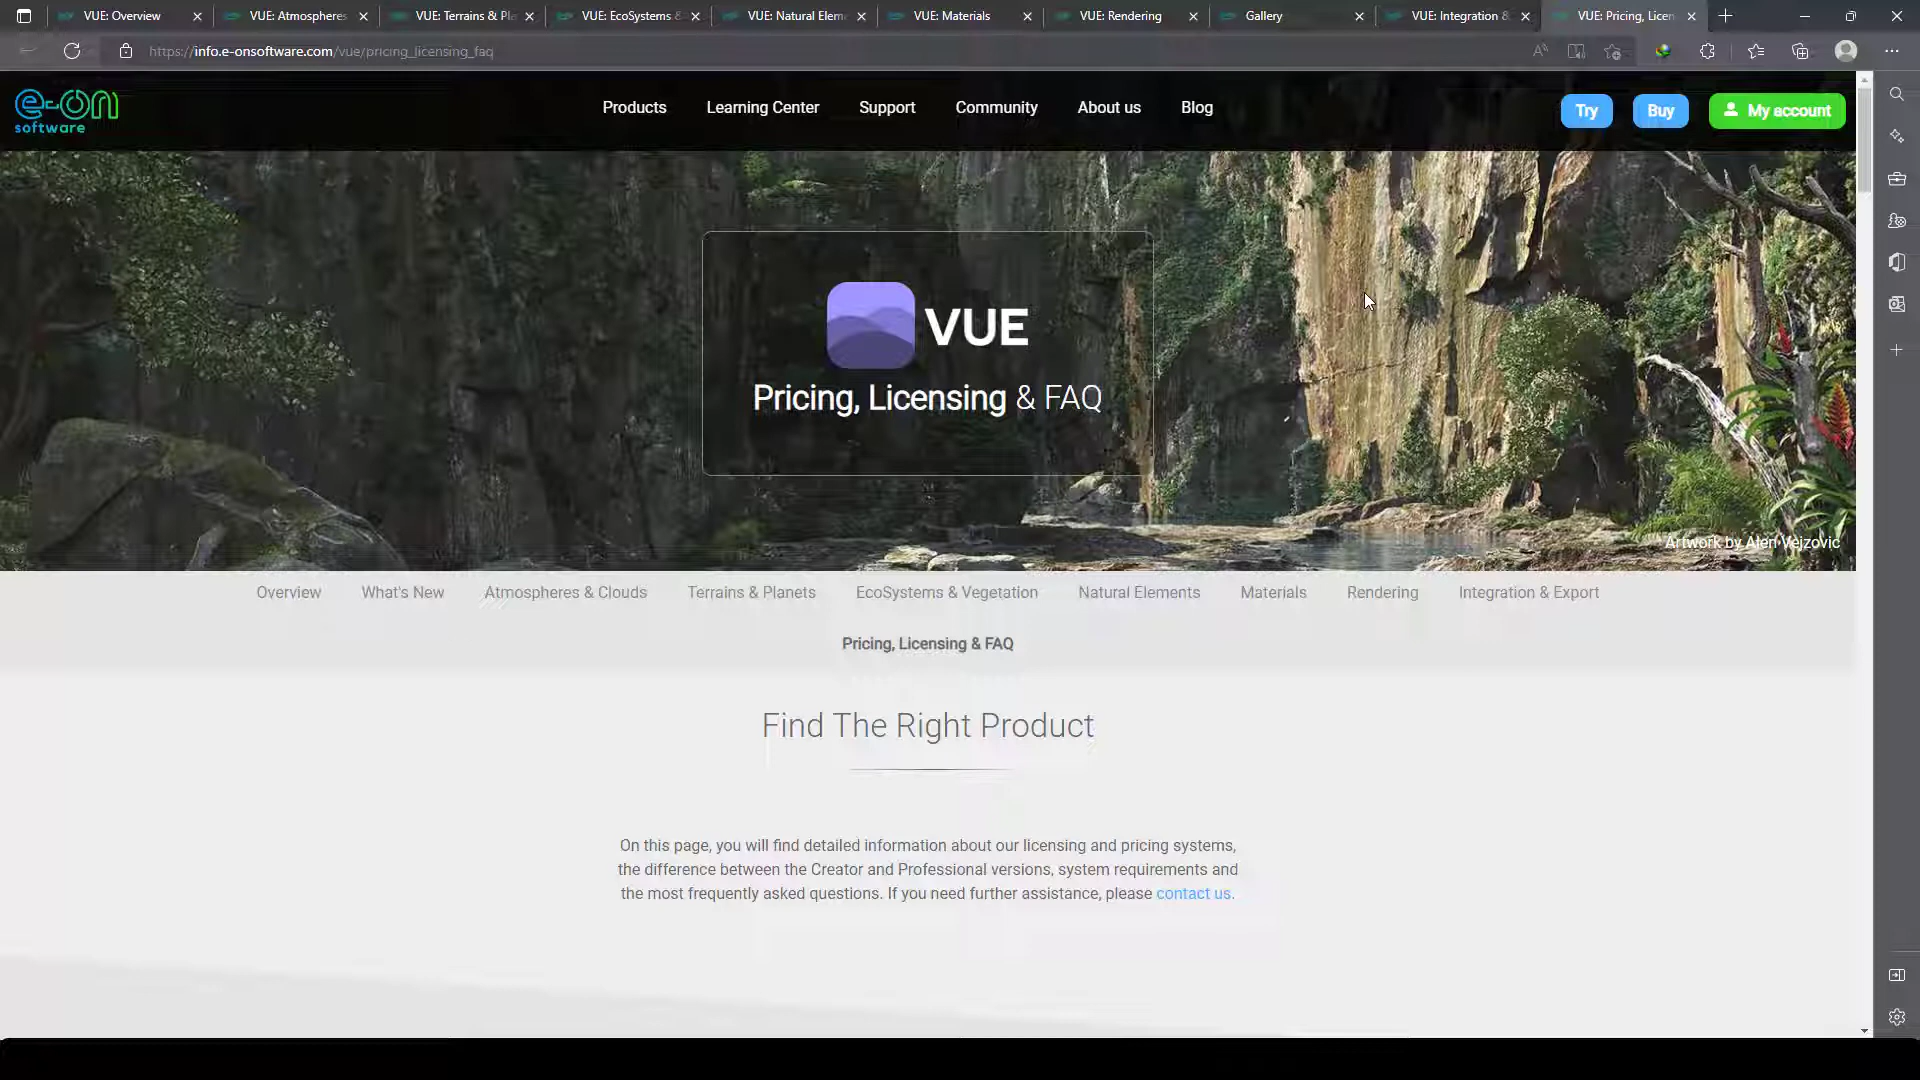 VUE: Overview
VUE: Atmospheres
VUE: Terrains & Pla
VUE: EcoSystems &
VUE: Natural Elem
VUE: Materials
VUE: Rendering
Gallery
VUE: Integration &
VUE: Pricing, Licen
https://info.e-onsoftware.com/vue/pricing_licensing_faq
e-on software
Products
Learning Center
Support
Community
About us
Blog
Try
Buy
My account
VUE
Pricing, Licensing & FAQ
Artwork by Alen Vejzovic
Overview
What's New
Atmospheres & Clouds
Terrains & Planets
EcoSystems & Vegetation
Natural Elements
Materials
Rendering
Integration & Export
Pricing, Licensing & FAQ
Find The Right Product
On this page, you will find detailed information about our licensing and pricing systems,
the difference between the Creator and Professional versions, system requirements and
the most frequently asked questions. If you need further assistance, please contact us.